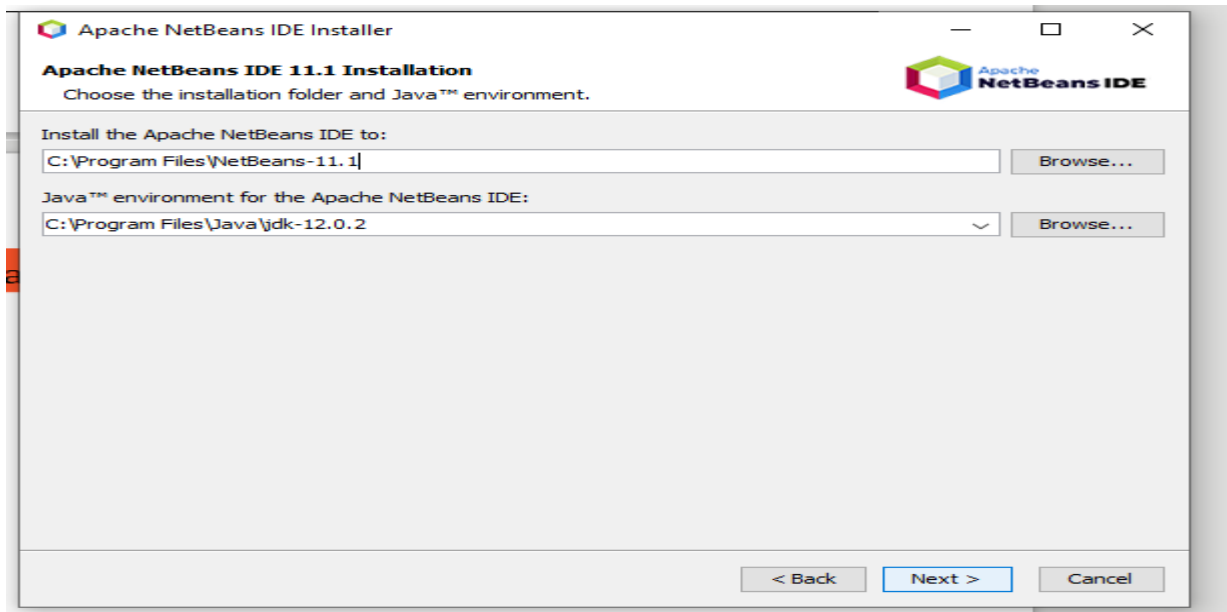 Apache NetBeans IDE Installer
Apache NetBeans IDE 11.1 Installation
Choose the installation folder and Java™ environment.
Apache
NetBeans IDE
Install the Apache NetBeans IDE to:
C:\Program Files\NetBeans-11.1
Browse...
Java™ environment for the Apache NetBeans IDE:
C:\Program Files\Java\jdk-12.0.2
Browse...
a
< Back
Next >
Cancel